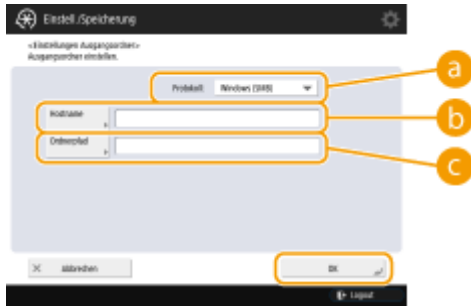 Einstell./Speicherung
<Einstellungen Ausgangsordner>
Ausgangsordner einstellen.
Protokoll: Windows (SMB)
a
Hostname
b
Ordnerpfad
c
Abbrechen
OK
Logout